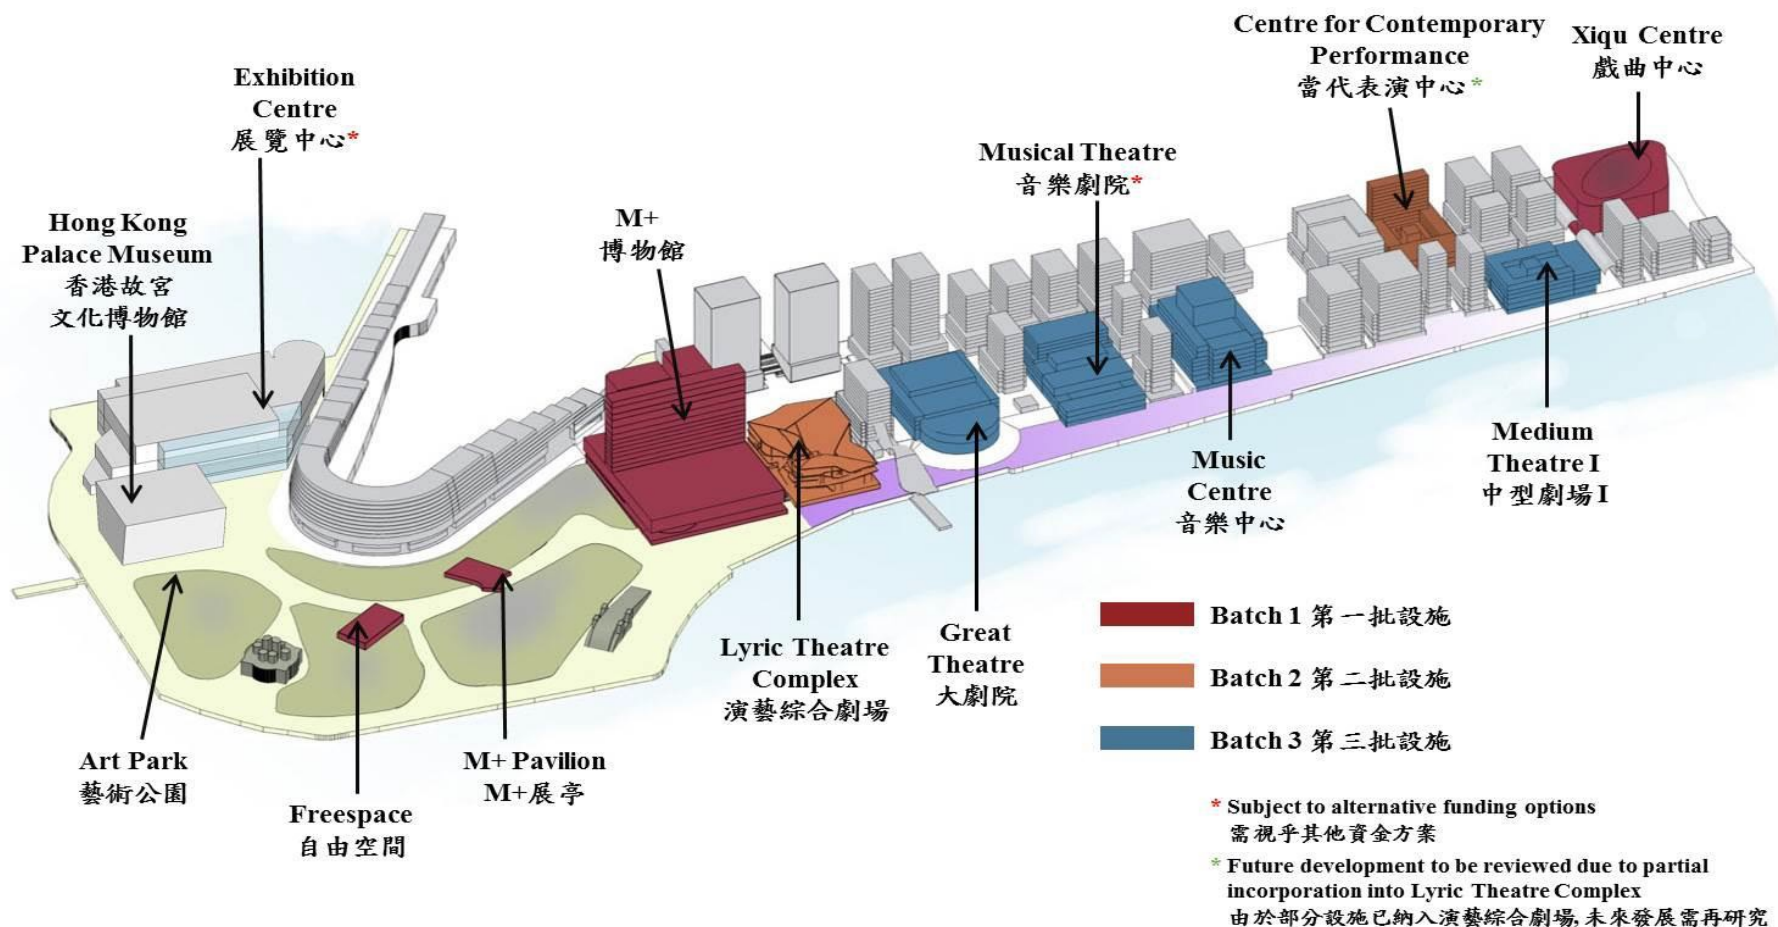 Exhibition
Centre
展覽中心*
Hong Kong
Palace Museum
香港故宮
文化博物館
M+
博物館
Musical Theatre
音樂劇院*
Centre for Contemporary
Performance
當代表演中心*
Xiqu Centre
戲曲中心
Art Park
藝術公園
Freespace
自由空間
M+ Pavilion
M+展亭
Lyric Theatre
Complex
演藝綜合劇場
Great
Theatre
大劇院
Music
Centre
音樂中心
Medium
Theatre I
中型劇場 I
Batch 1 第一批設施
Batch 2 第二批設施
Batch 3 第三批設施
* Subject to alternative funding options
需視乎其他資金方案
* Future development to be reviewed due to partial
incorporation into Lyric Theatre Complex
由於部分設施已納入演藝綜合劇場, 未來發展需再研究